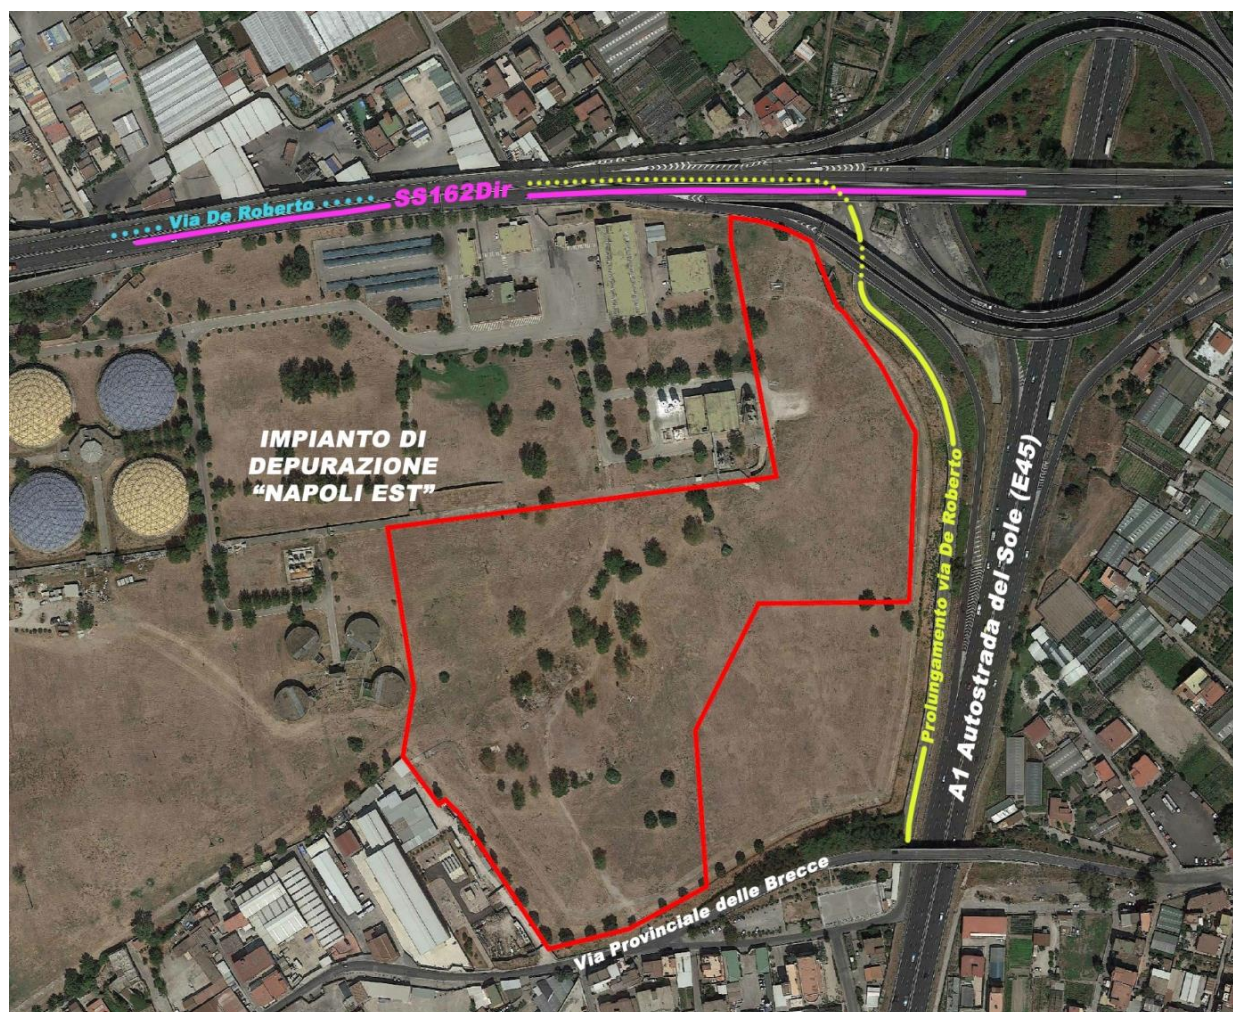 SS162Dir
Via De Roberto
IMPIANTO DI
DEPURAZIONE
“NAPOLI EST”
Prolungamento via De Roberto
A1 Autostrada del Sole (E45)
Via Provinciale delle Brecce